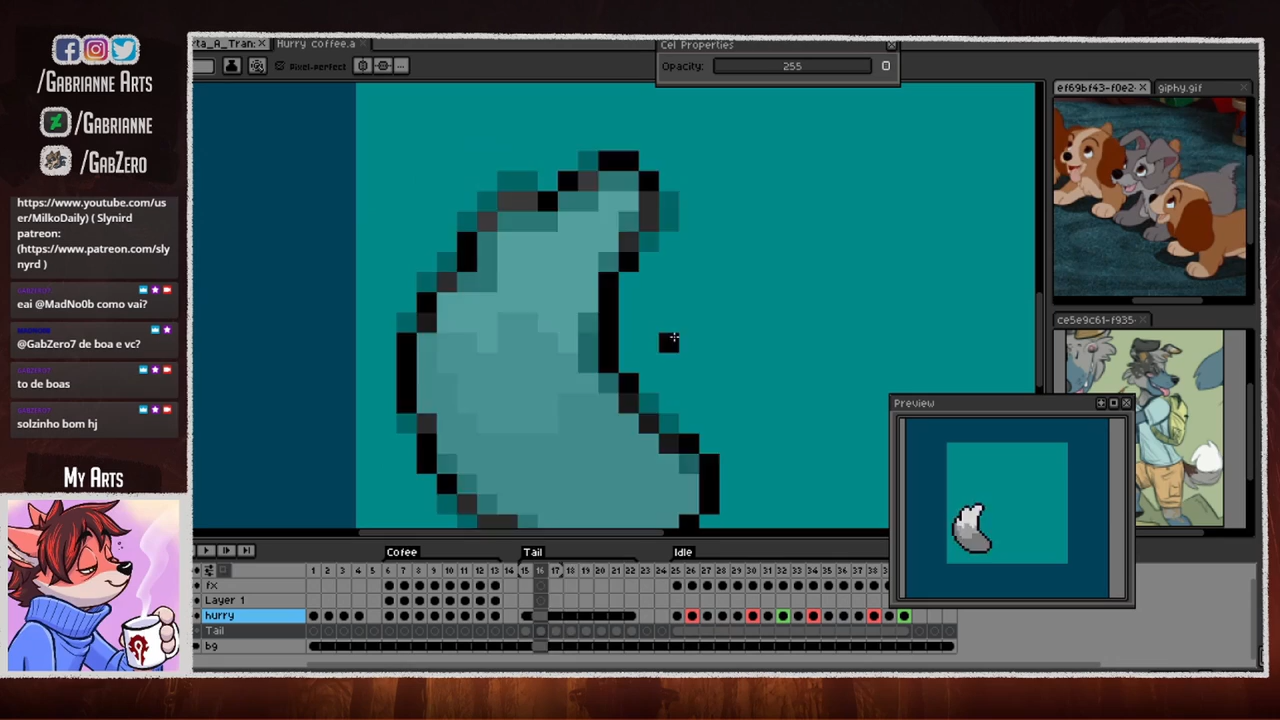 /Gabrianne Arts
/Gabrianne
/GabZero
https://www.youtube.com/us
er/MilkoDaily) ( Slynird
patreon:
(https://www.patreon.com/sly
nyrd )
eai @MadNo0b como vai?
@GabZero7 de boa e vc?
to de boas
solzinho bom hj
My Arts
ta_A_Tran:
Hurry coffee.a
Pixel-perfect
Cel Properties
Opacity:
255
ef69bf43-f0e2-
giphy.gif
ce5e9c61-f935-
Preview
Cofee
Tail
Idle
1 2 3 4 5 6 7 8 9 10 11 12 13 14 15 16 17 18 19 20 21 22 23 24 25 26 27 28 29 30 31 32 33 34 35 36 37 38 3
fx
Layer 1
hurry
Tail
bg